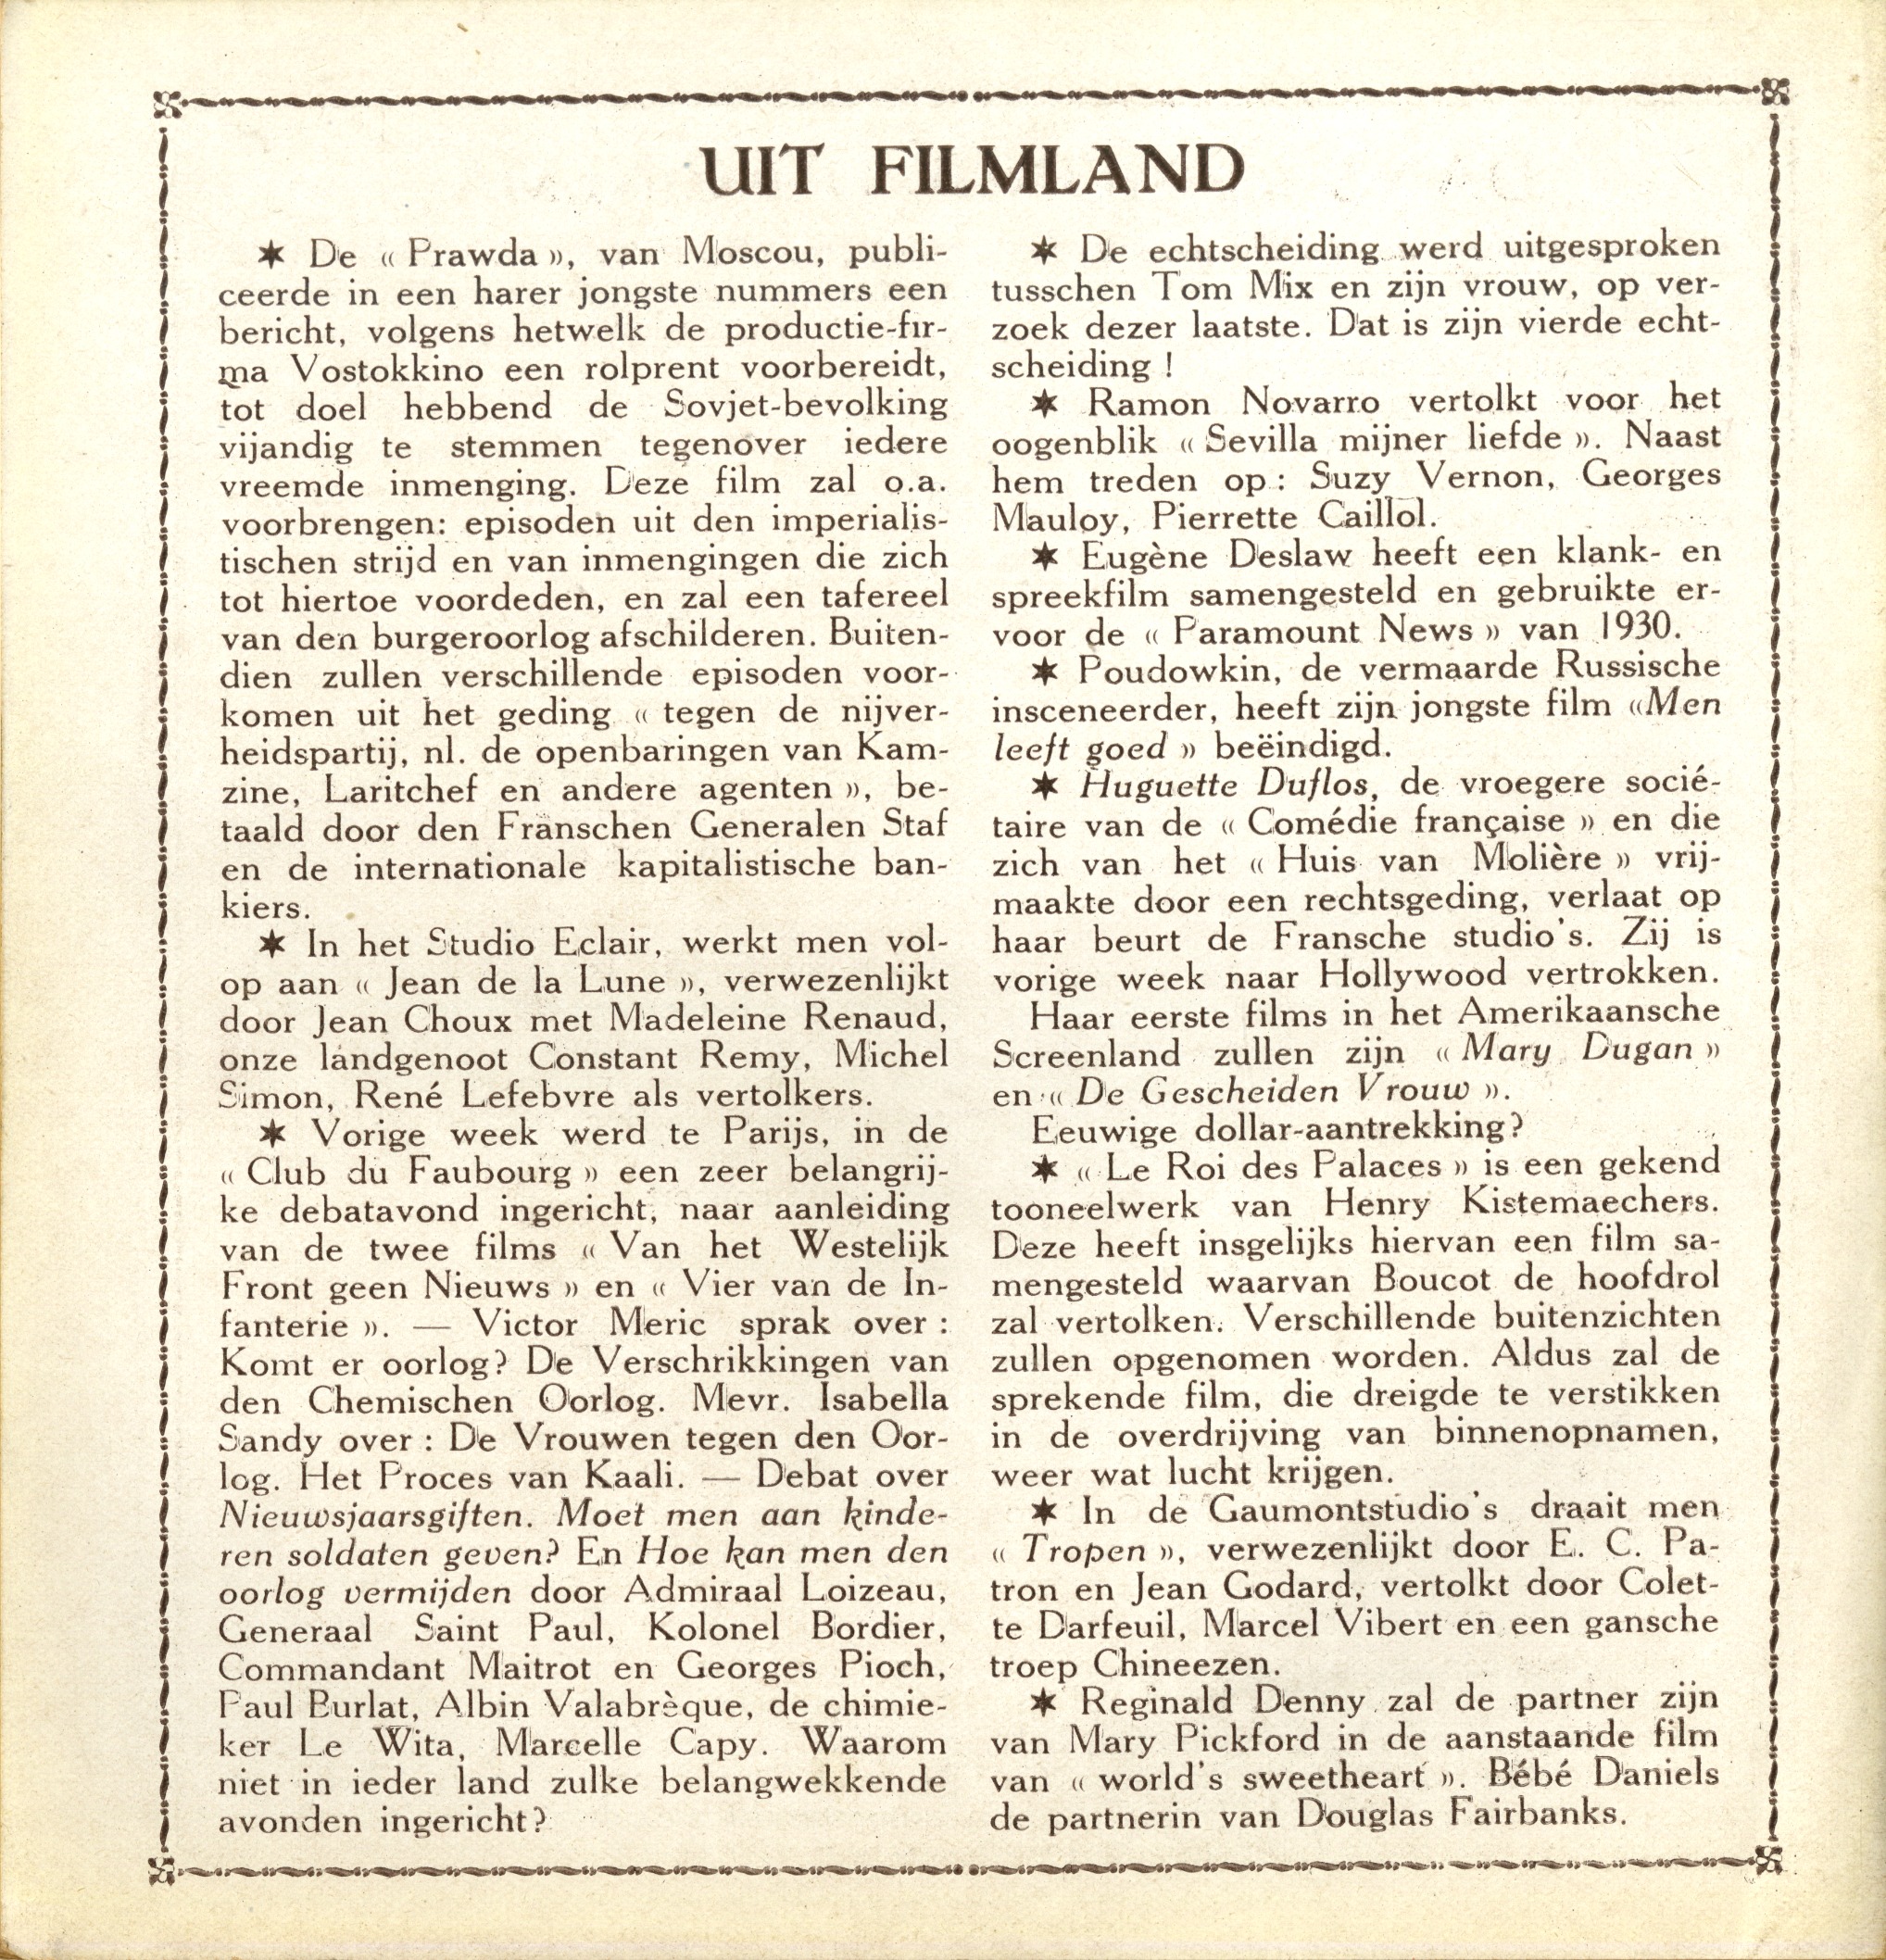 UIT FILMLAND
✶ De « Prawda », van Moscou, publi-
ceerde in een harer jongste nummers een
bericht, volgens hetwelk de productie-fir-
ma Vostokkino een rolprent voorbereidt,
tot doel hebbend de Sovjet-bevolking
vijandig te stemmen tegenover iedere
vreemde inmenging. Deze film zal o.a.
voorbrengen: episoden uit den imperialis-
tischen strijd en van inmengingen die zich
tot hiertoe voordeden, en zal een tafereel
van den burgeroorlog afschilderen. Buiten-
dien zullen verschillende episoden voor-
komen uit het geding « tegen de nijver-
heidspartij, nl. de openbaringen van Kam-
zine, Laritchef en andere agenten », be-
taald door den Franschen Generalen Staf
en de internationale kapitalistische ban-
kiers.
✶ In het Studio Eclair, werkt men vol-
op aan « Jean de la Lune », verwezenlijkt
door Jean Choux met Madeleine Renaud,
onze landgenoot Constant Remy, Michel
Simon, René Lefebvre als vertolkers.
✶ Vorige week werd te Parijs, in de
« Club du Faubourg » een zeer belangrij-
ke debatavond ingericht, naar aanleiding
van de twee films « Van het Westelijk
Front geen Nieuws » en « Vier van de In-
fanterie ». — Victor Meric sprak over :
Komt er oorlog? De Verschrikkingen van
den Chemischen Oorlog. Mevr. Isabella
Sandy over : De Vrouwen tegen den Oor-
log. Het Proces van Kaali. — Debat over
Nieuwsjaarsgiften. Moet men aan kinde-
ren soldaten geven? En Hoe kan men den
oorlog vermijden door Admiraal Loizeau,
Generaal Saint Paul, Kolonel Bordier,
Commandant Maitrot en Georges Pioch,
Paul Burlat, Albin Valabrèque, de chimie-
ker Le Wita, Marcelle Capy. Waarom
niet in ieder land zulke belangwekkende
avonden ingericht?
✶ De echtscheiding werd uitgesproken
tusschen Tom Mix en zijn vrouw, op ver-
zoek dezer laatste. Dat is zijn vierde echt-
scheiding !
✶ Ramon Novarro vertolkt voor het
oogenblik « Sevilla mijner liefde ». Naast
hem treden op : Suzy Vernon, Georges
Mauloy, Pierrette Caillol.
✶ Eugène Deslaw heeft een klank- en
spreekfilm samengesteld en gebruikte er-
voor de « Paramount News » van 1930.
✶ Poudowkin, de vermaarde Russische
insceneerder, heeft zijn jongste film «Men
leeft goed » beëindigd.
✶ Huguette Duflos, de vroegere socié-
taire van de « Comédie française » en die
zich van het « Huis van Molière » vrij-
maakte door een rechtsgeding, verlaat op
haar beurt de Fransche studio's. Zij is
vorige week naar Hollywood vertrokken.
Haar eerste films in het Amerikaansche
Screenland zullen zijn « Mary Dugan »
en « De Gescheiden Vrouw ».
Eeuwige dollar-aantrekking?
✶ « Le Roi des Palaces » is een gekend
tooneelwerk van Henry Kistemaechers.
Deze heeft insgelijks hiervan een film sa-
mengesteld waarvan Boucot de hoofdrol
zal vertolken. Verschillende buitenzichten
zullen opgenomen worden. Aldus zal de
sprekende film, die dreigde te verstikken
in de overdrijving van binnenopnamen,
weer wat lucht krijgen.
✶ In de Gaumontstudio's draait men
« Tropen », verwezenlijkt door E. C. Pa-
tron en Jean Godard, vertolkt door Colet-
te Darfeuil, Marcel Vibert en een gansche
troep Chineezen.
✶ Reginald Denny zal de partner zijn
van Mary Pickford in de aanstaande film
van « world's sweetheart ». Bébé Daniels
de partnerin van Douglas Fairbanks.